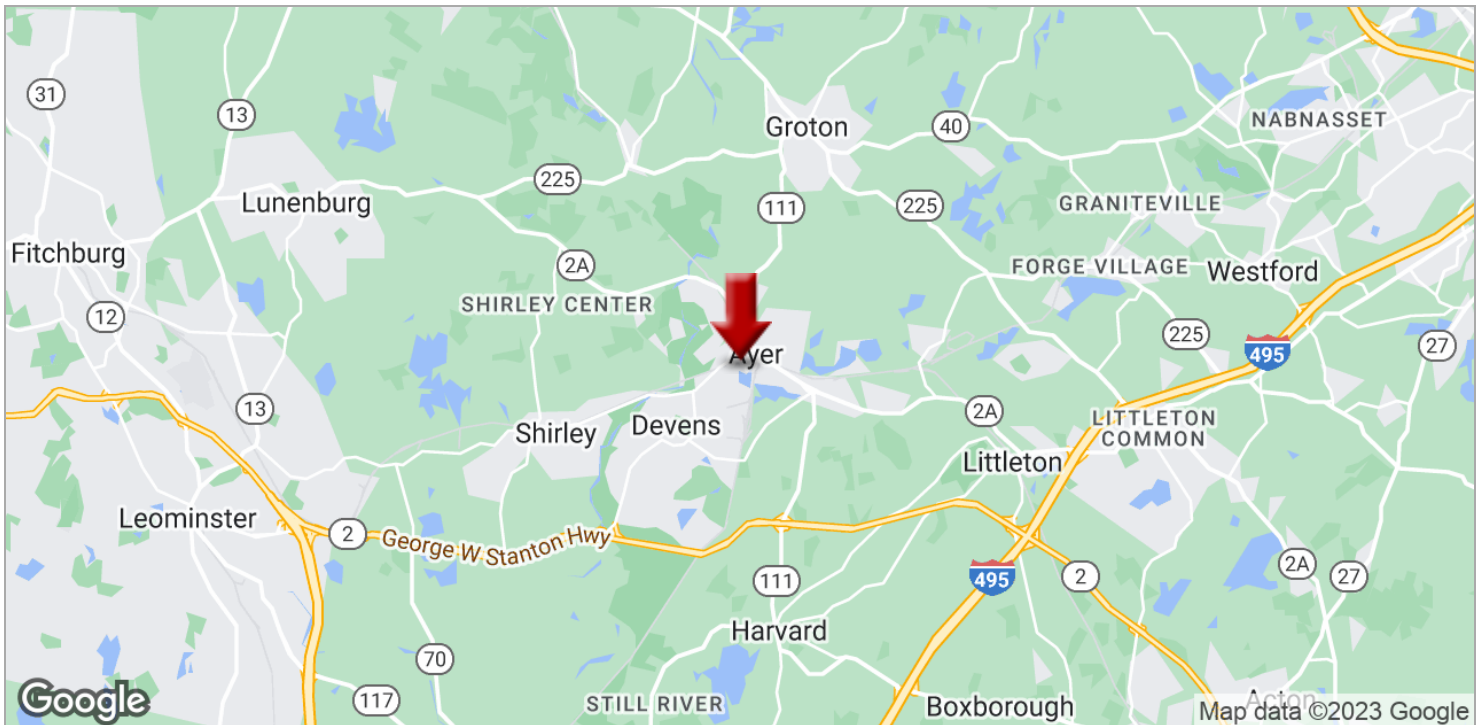 31
13
Groton
40
NABNASSET
225
Lunenburg
111
225
GRANITEVILLE
Fitchburg
2A
FORGE VILLAGE
Westford
SHIRLEY CENTER
12
225
27
495
Ayer
13
2A
LITTLETON
COMMON
Shirley
Devens
Littleton
Leominster
2
George W Stanton Hwy
495
111
2
2A
27
Harvard
70
117
STILL RIVER
Boxborough
Acton
Google
Map data ©2023 Google